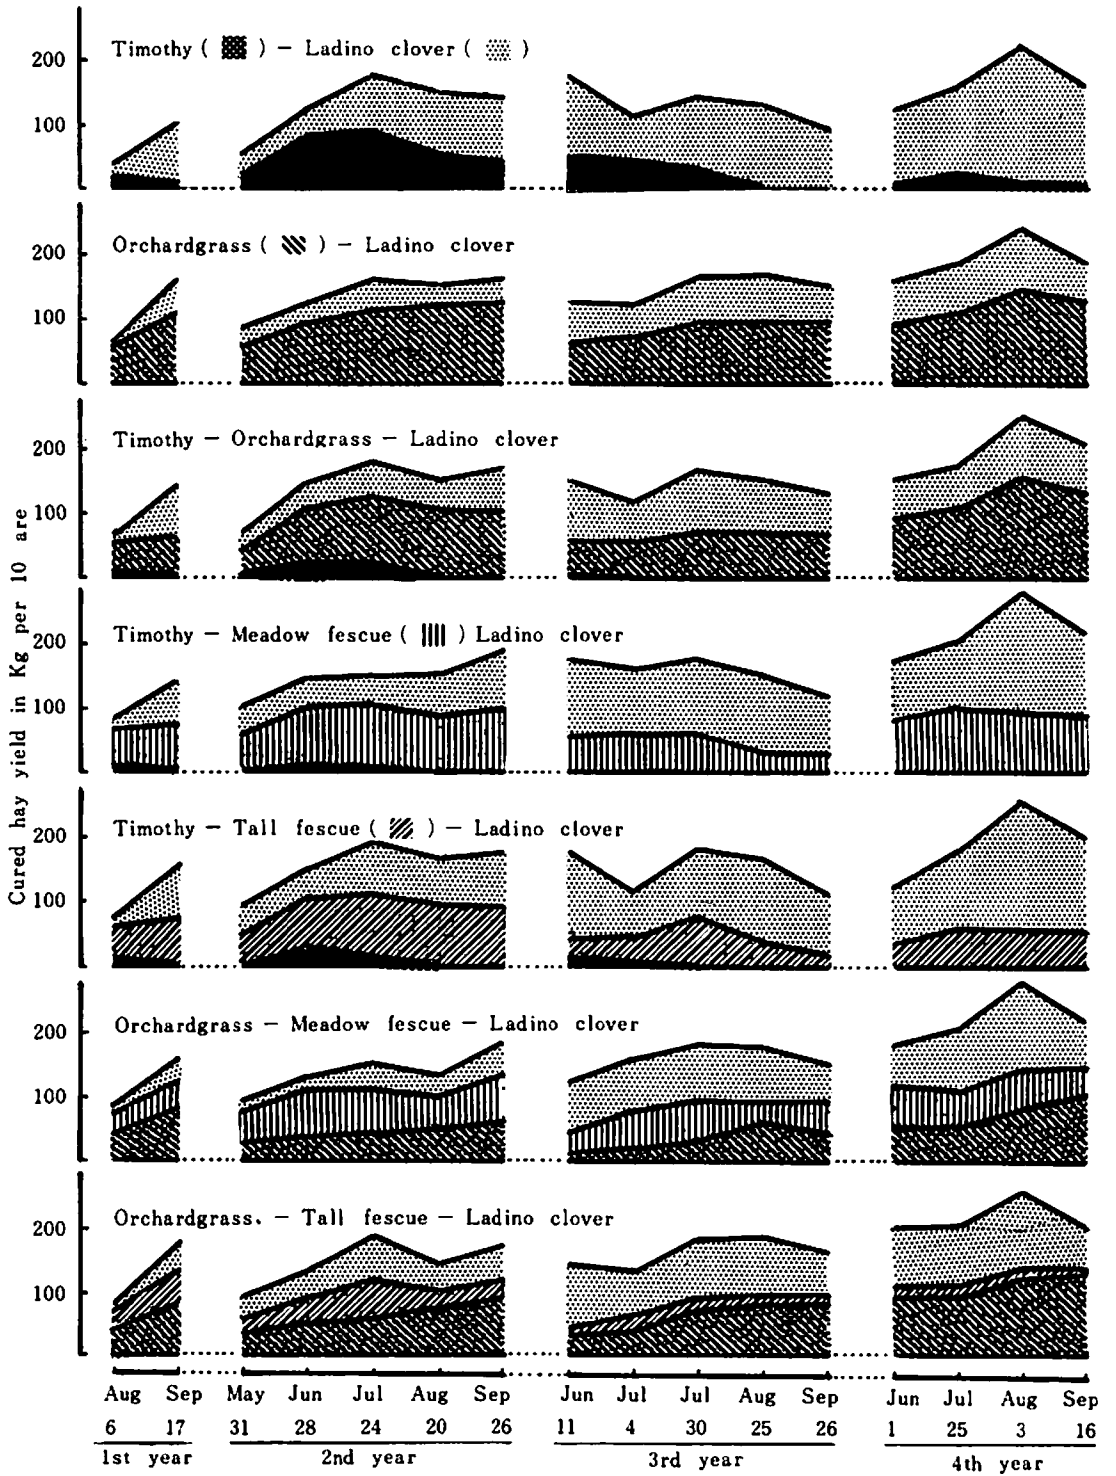 Timothy ( ) — Ladino clover ( )
200
100
Orchardgrass ( ) — Ladino clover
200
100
Timothy — Orchardgrass — Ladino clover
200
100
Timothy — Meadow fescue ( ) Ladino clover
200
100
Timothy — Tall fescue ( ) — Ladino clover
200
100
Orchardgrass — Meadow fescue — Ladino clover
200
100
Orchardgrass. — Tall fescue — Ladino clover
200
100
Cured hay yield in Kg per 10 are
Aug Sep May Jun Jul Aug Sep Jun Jul Jul Aug Sep Jun Jul Aug Sep
6 17 31 28 24 20 26 11 4 30 25 26 1 25 3 16
1st year 2nd year 3rd year 4th year